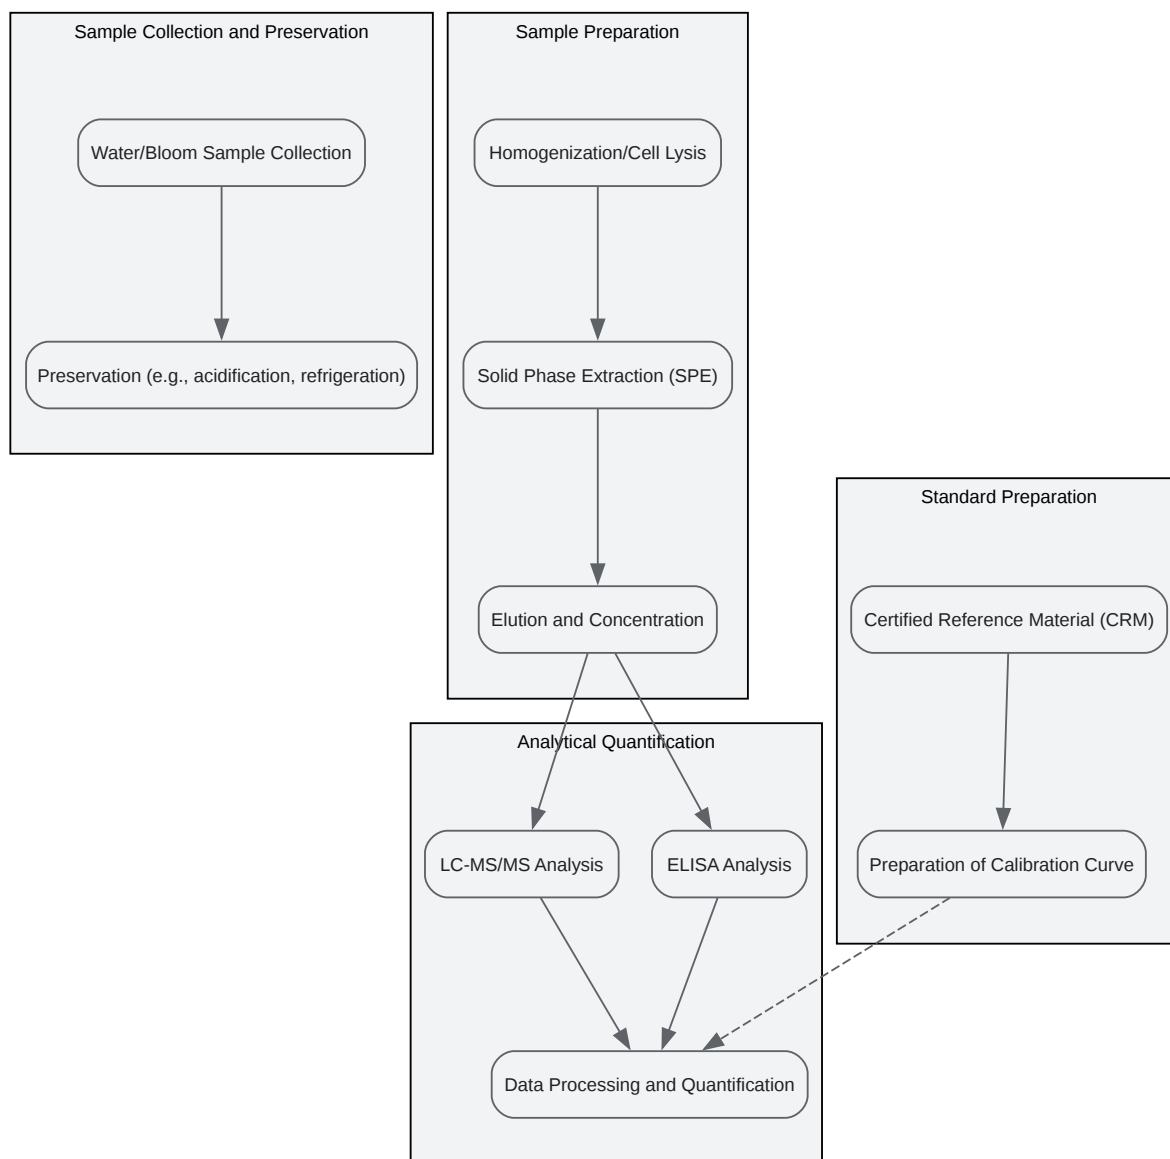 Sample Collection and Preservation
Water/Bloom Sample Collection
Preservation (e.g., acidification, refrigeration)
Sample Preparation
Homogenization/Cell Lysis
Solid Phase Extraction (SPE)
Elution and Concentration
Standard Preparation
Certified Reference Material (CRM)
Preparation of Calibration Curve
Analytical Quantification
LC-MS/MS Analysis
ELISA Analysis
Data Processing and Quantification